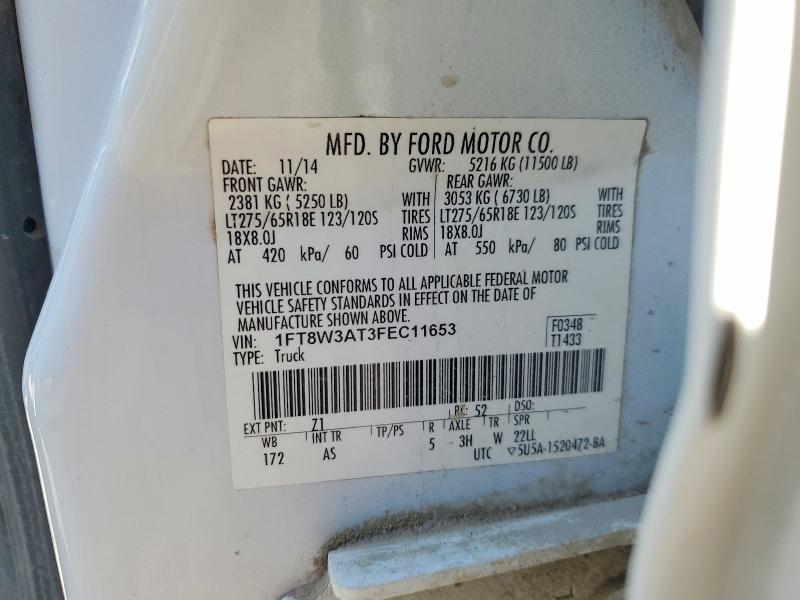 MFD. BY FORD MOTOR CO.
DATE: 11/14 GVWR: 5216 KG (11500 LB)
FRONT GAWR: REAR GAWR:
2381 KG ( 5250 LB) WITH 3053 KG ( 6730 LB) WITH
LT275/65R18E 123/120S TIRES LT275/65R18E 123/120S TIRES
18X8.0J RIMS 18X8.0J RIMS
AT 420 kPa/ 60 PSI COLD AT 550 kPa/ 80 PSI COLD
THIS VEHICLE CONFORMS TO ALL APPLICABLE FEDERAL MOTOR
VEHICLE SAFETY STANDARDS IN EFFECT ON THE DATE OF
MANUFACTURE SHOWN ABOVE.
VIN: 1FT8W3AT3FEC11653 F0348
TYPE: Truck T1433
EXT PNT: Z1 RC: 52 DSO:
WB INT TR TP/PS R AXLE TR SPR
172 AS 5 3H W 22LL
UTC ▽5U5A-1520472-BA